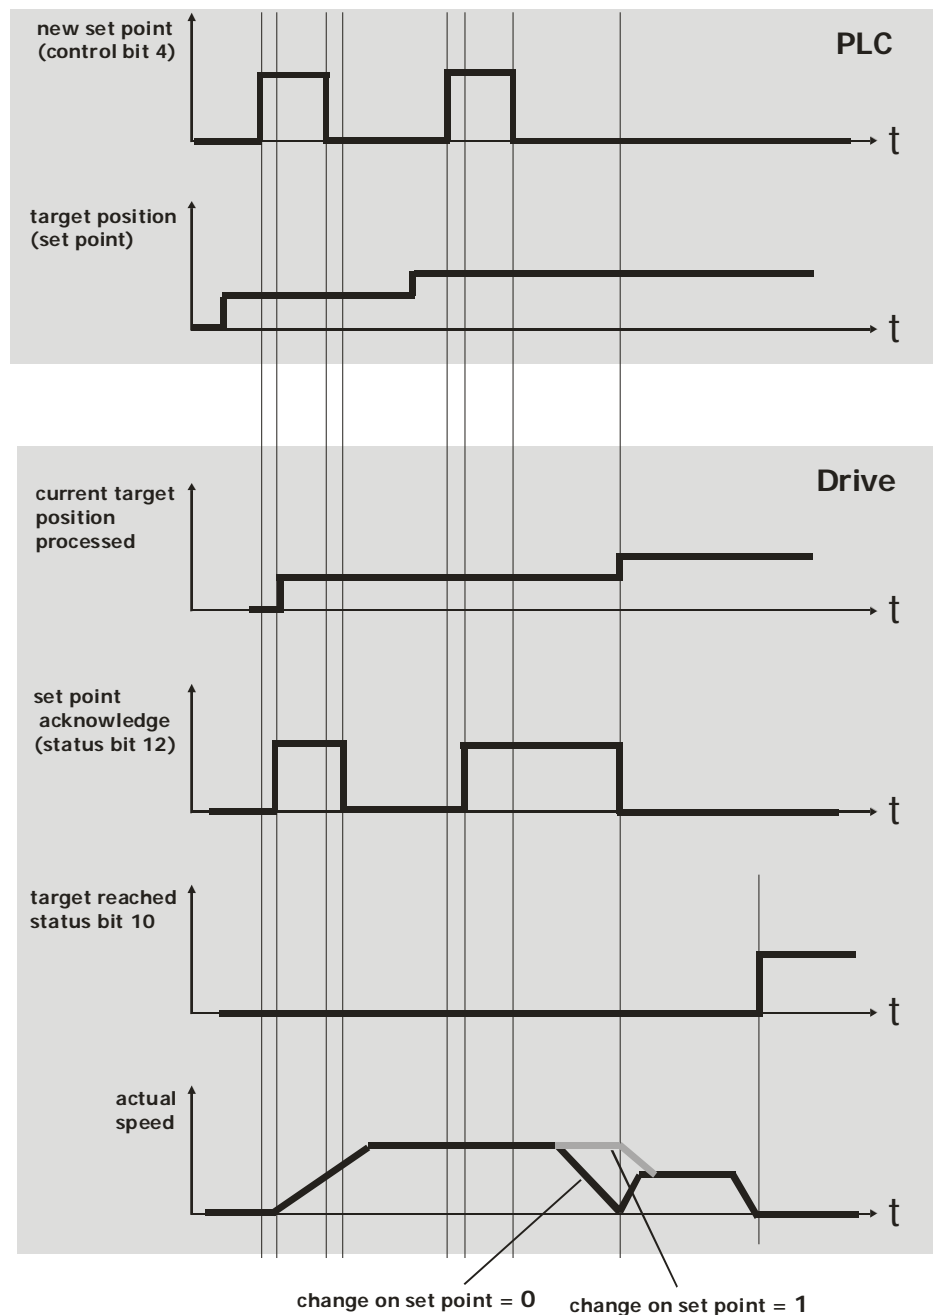 new set point
(control bit 4)
PLC
t
target position
(set point)
t
Drive
current target
position
processed
t
set point
acknowledge
(status bit 12)
t
target reached
status bit 10
t
actual
speed
t
change on set point = 0
change on set point = 1